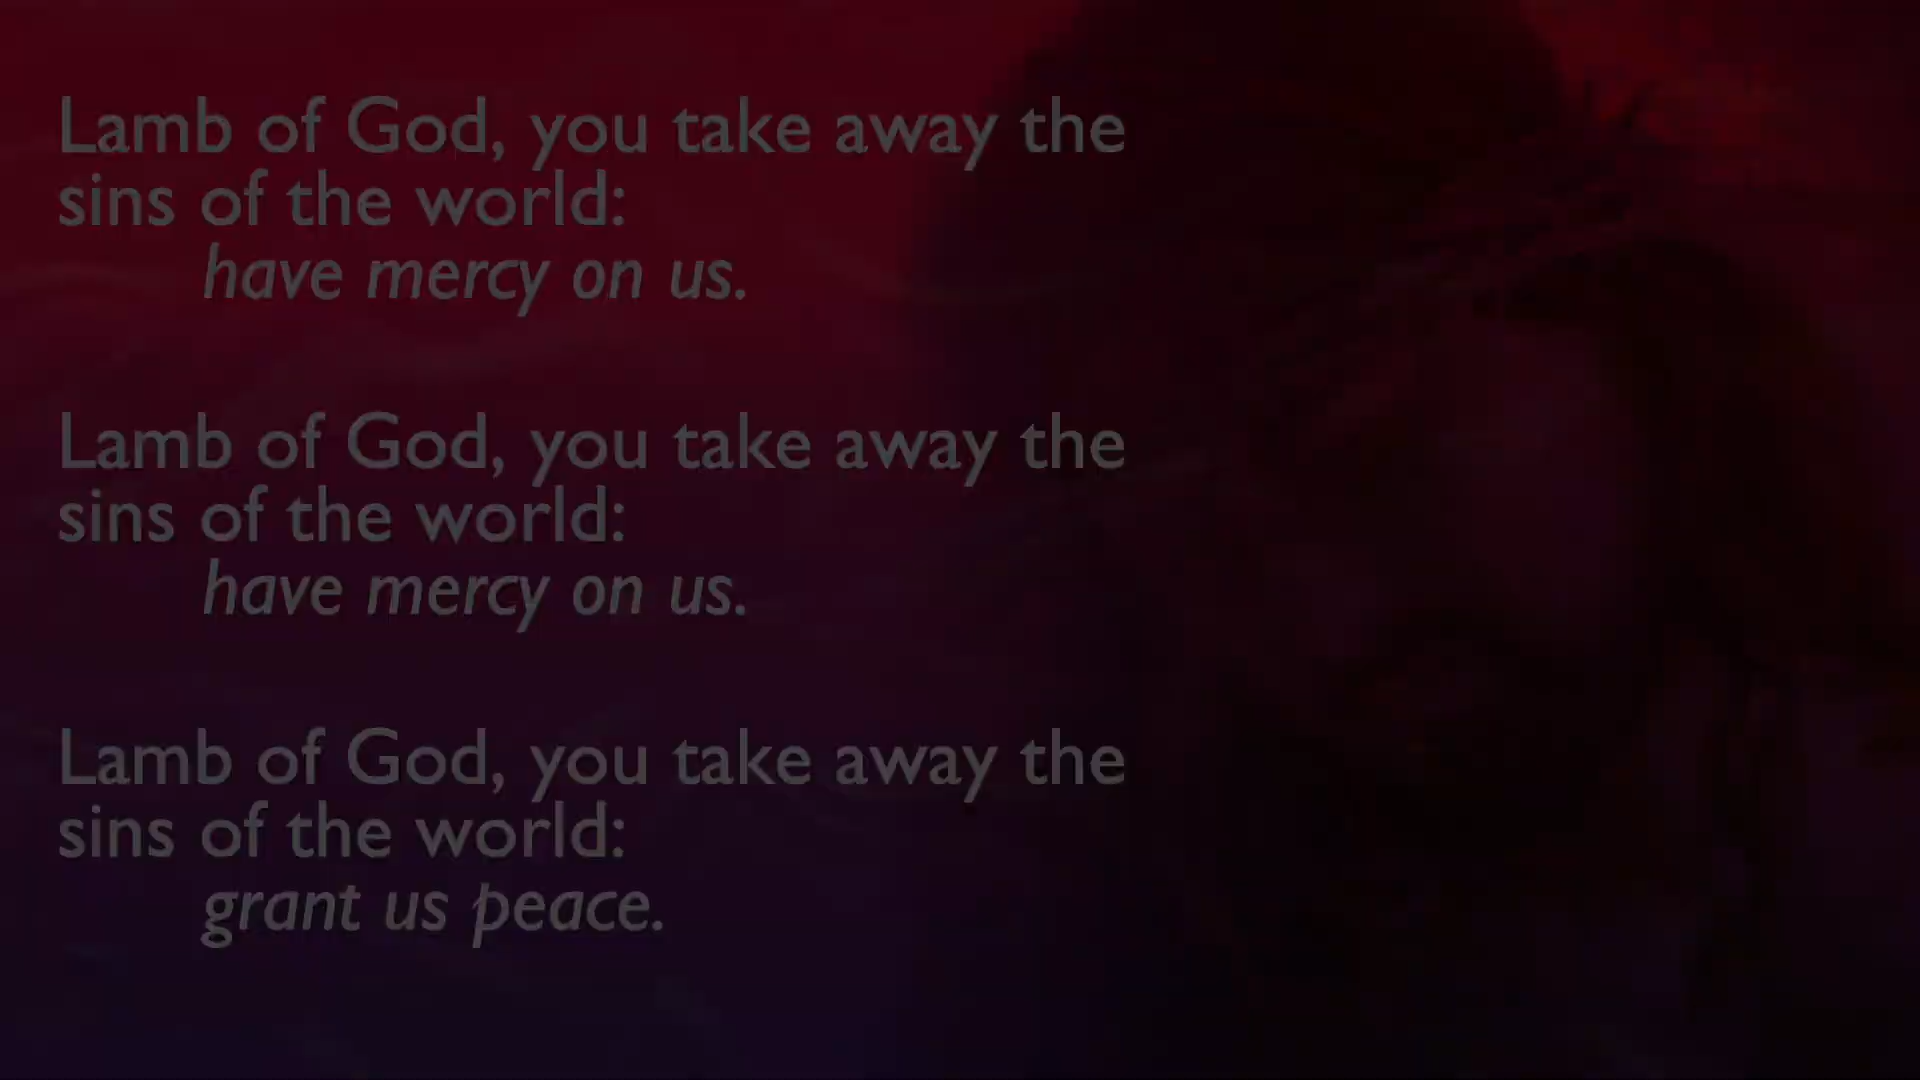 Lamb of God, you take away the
sins of the world:
have mercy on us.
Lamb of God, you take away the
sins of the world:
have mercy on us.
Lamb of God, you take away the
sins of the world:
grant us peace.